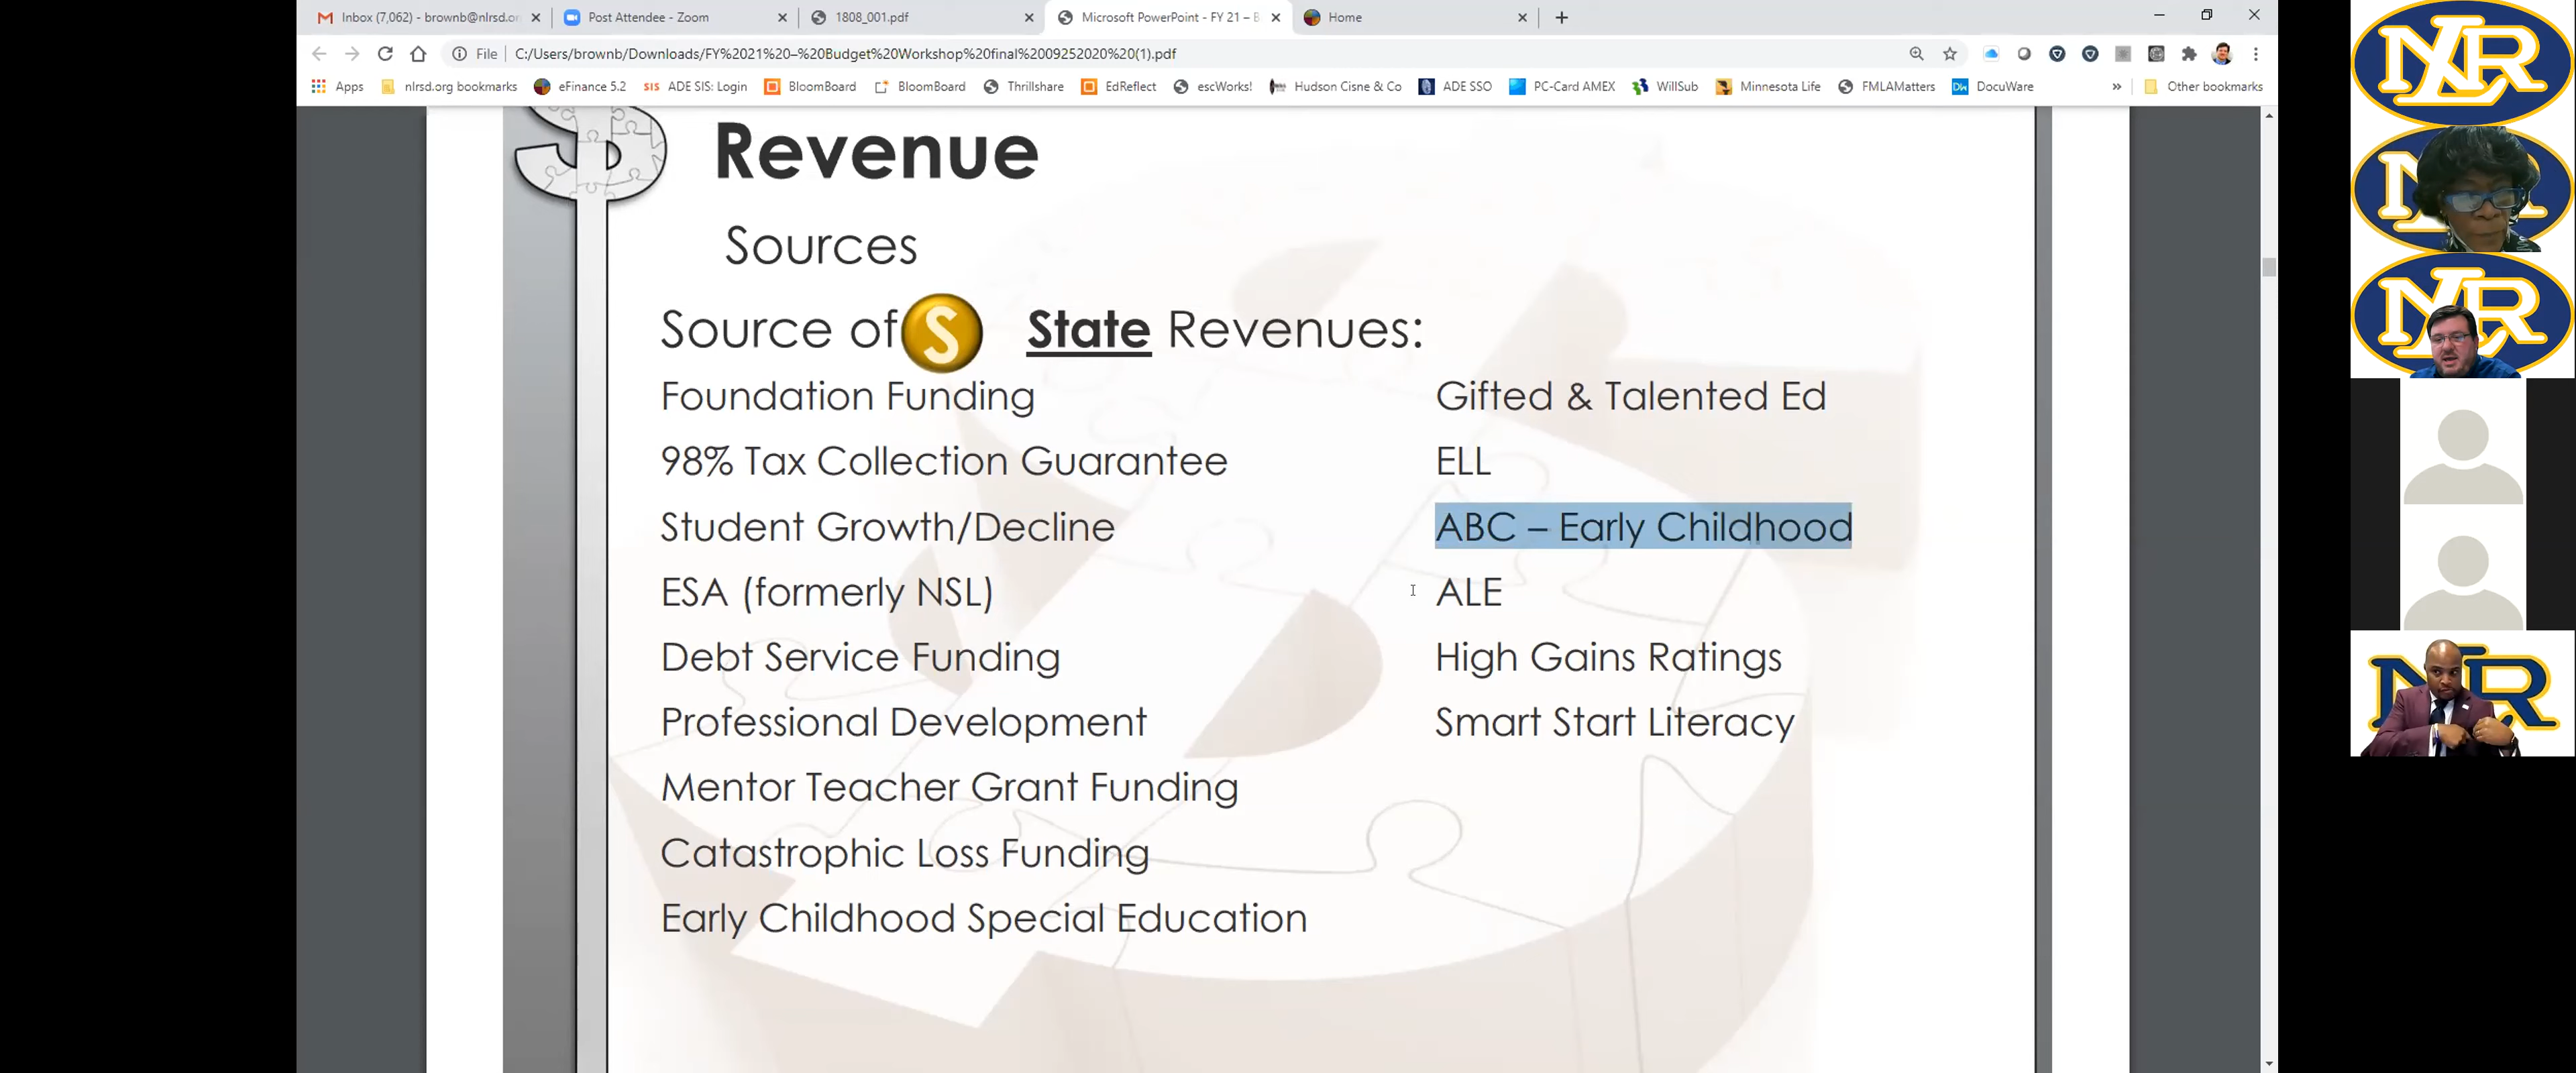 Inbox (7,062) - brownb@nlrsd.or
Post Attendee - Zoom
1808_001.pdf
Microsoft PowerPoint - FY 21 – B
Home
File
C:/Users/brownb/Downloads/FY%2021%20–%20Budget%20Workshop%20final%2009252020%20(1).pdf
Apps
nlrsd.org bookmarks
eFinance 5.2
SIS ADE SIS: Login
BloomBoard
BloomBoard
Thrillshare
EdReflect
escWorks!
Hudson Cisne & Co
ADE SSO
PC-Card AMEX
WillSub
Minnesota Life
FMLAMatters
Dw DocuWare
»
Other bookmarks
Revenue
Sources
Source of S State Revenues:
Foundation Funding
98% Tax Collection Guarantee
Student Growth/Decline
ESA (formerly NSL)
Debt Service Funding
Professional Development
Mentor Teacher Grant Funding
Catastrophic Loss Funding
Early Childhood Special Education
Gifted & Talented Ed
ELL
ABC – Early Childhood
ALE
High Gains Ratings
Smart Start Literacy
NLR
NLR
NLR
NLR